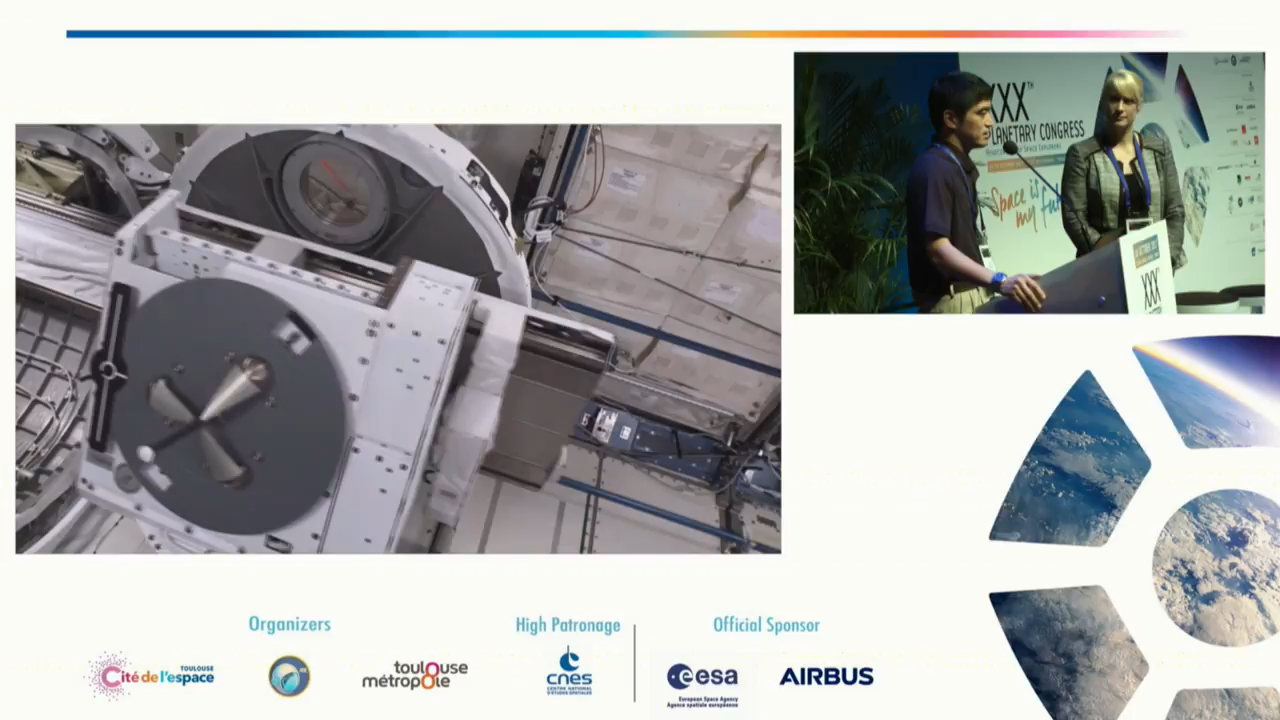 XXX TH
PLANETARY CONGRESS
Space is
my fut
XXX
Organizers
High Patronage
Official Sponsor
Cité de l'espace
TOULOUSE
toulouse
métropole
cnes
CENTRE NATIONAL
D'ÉTUDES SPATIALES
esa
European Space Agency
Agence spatiale européenne
AIRBUS